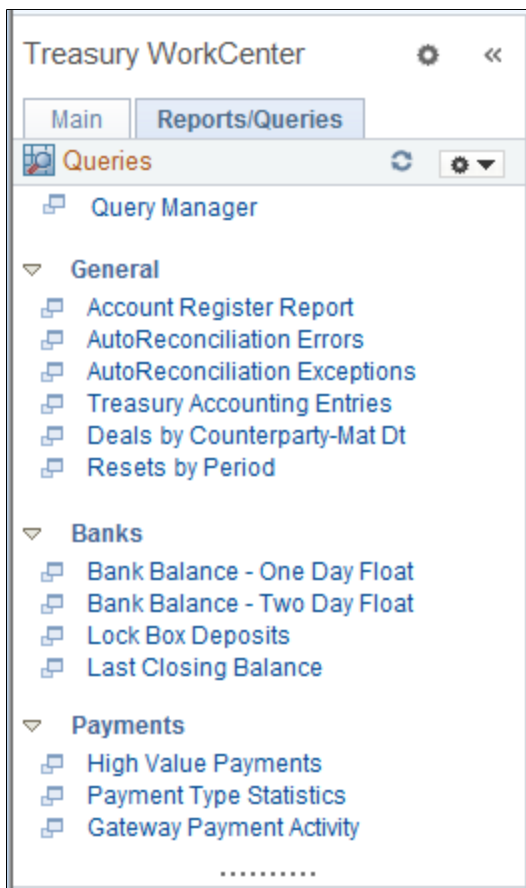 Treasury WorkCenter
Main Reports/Queries
Queries
Query Manager
General
Account Register Report
AutoReconciliation Errors
AutoReconciliation Exceptions
Treasury Accounting Entries
Deals by Counterparty-Mat Dt
Resets by Period
Banks
Bank Balance - One Day Float
Bank Balance - Two Day Float
Lock Box Deposits
Last Closing Balance
Payments
High Value Payments
Payment Type Statistics
Gateway Payment Activity